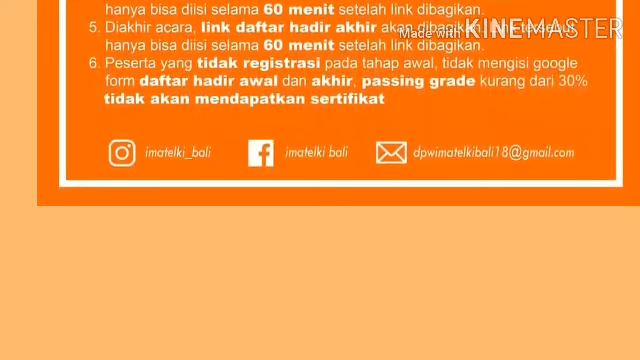 hanya bisa diisi selama 60 menit setelah link dibagikan.
5. Diakhir acara, link daftar hadir akhir akan dibagikan. Link tersebut
hanya bisa diisi selama 60 menit setelah link dibagikan.
Made with KINEMASTER
6. Peserta yang tidak registrasi pada tahap awal, tidak mengisi google
form daftar hadir awal dan akhir, passing grade kurang dari 30%
tidak akan mendapatkan sertifikat
imatelki_bali imatelki bali dpwimatelkibali18@gmail.com